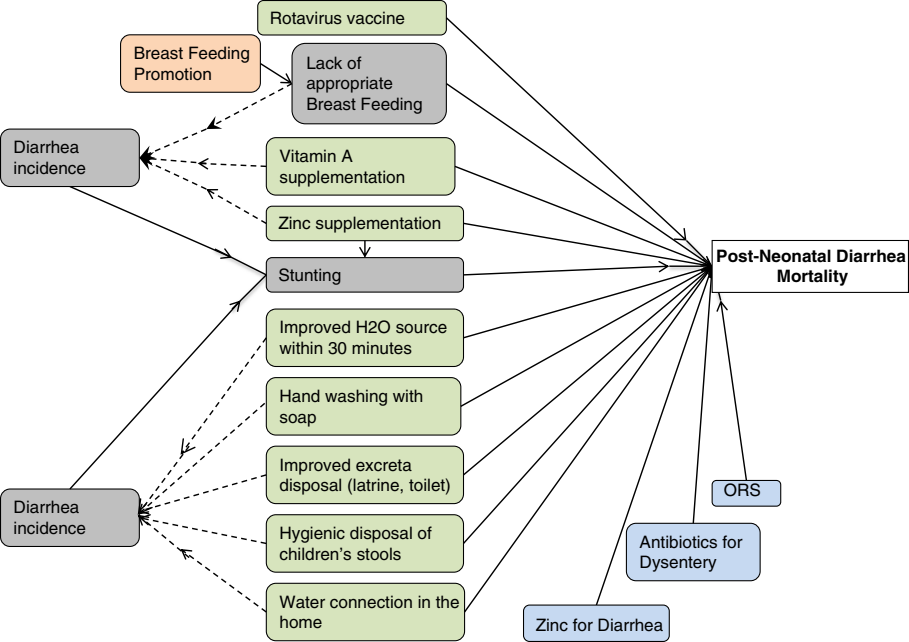 Rotavirus vaccine
Breast Feeding
Promotion
Lack of
appropriate
Breast Feeding
Diarrhea
incidence
Vitamin A
supplementation
Zinc supplementation
Stunting
Post-Neonatal Diarrhea
Mortality
Improved H2O source
within 30 minutes
Hand washing with
soap
Improved excreta
disposal (latrine, toilet)
Diarrhea
incidence
Hygienic disposal of
children's stools
Water connection in the
home
ORS
Antibiotics for
Dysentery
Zinc for Diarrhea